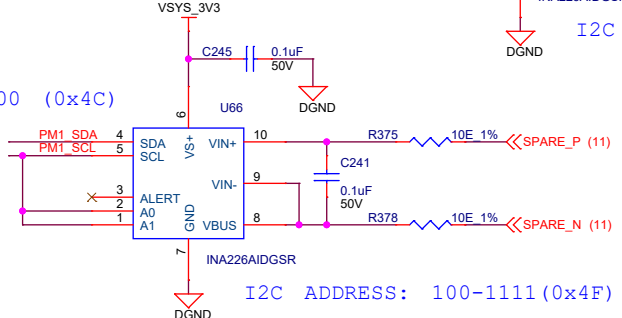 VSYS_3V3
DGND
I2C
C245
0.1uF
50V
DGND
00 (0x4C)
6
U66
PM1_SDA
4
SDA
VS+
VIN+
10
R375
10E_1%
SPARE_P (11)
PM1_SCL
5
SCL
C241
0.1uF
50V
VIN-
9
3
ALERT
2
A0
1
A1
GND
VBUS
8
R378
10E_1%
SPARE_N (11)
7
INA226AIDGSR
DGND
I2C ADDRESS: 100-1111(0x4F)